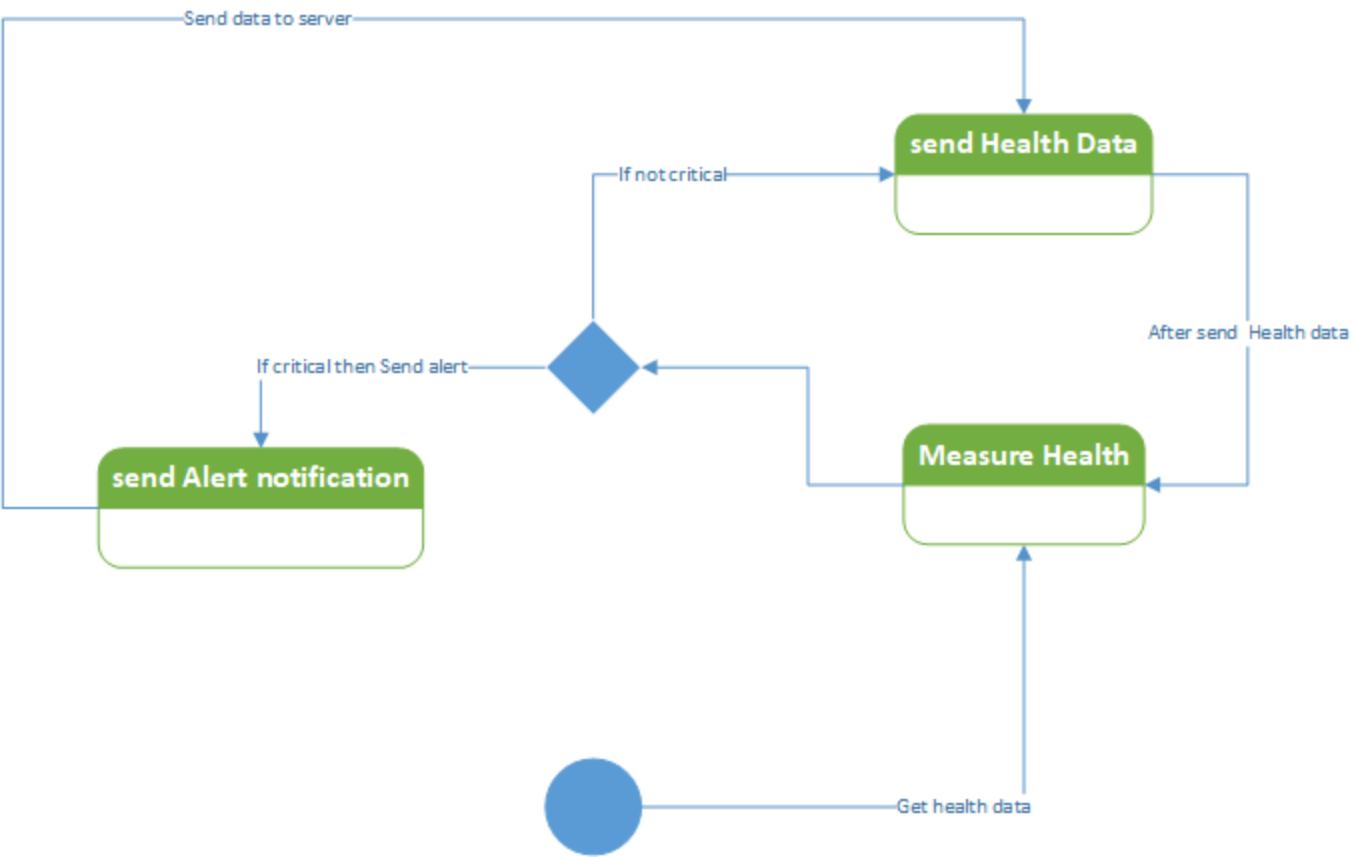 Send data to server
send Health Data
If not critical
After send  Health data
If critical then Send alert
Measure Health
send Alert notification
Get health data